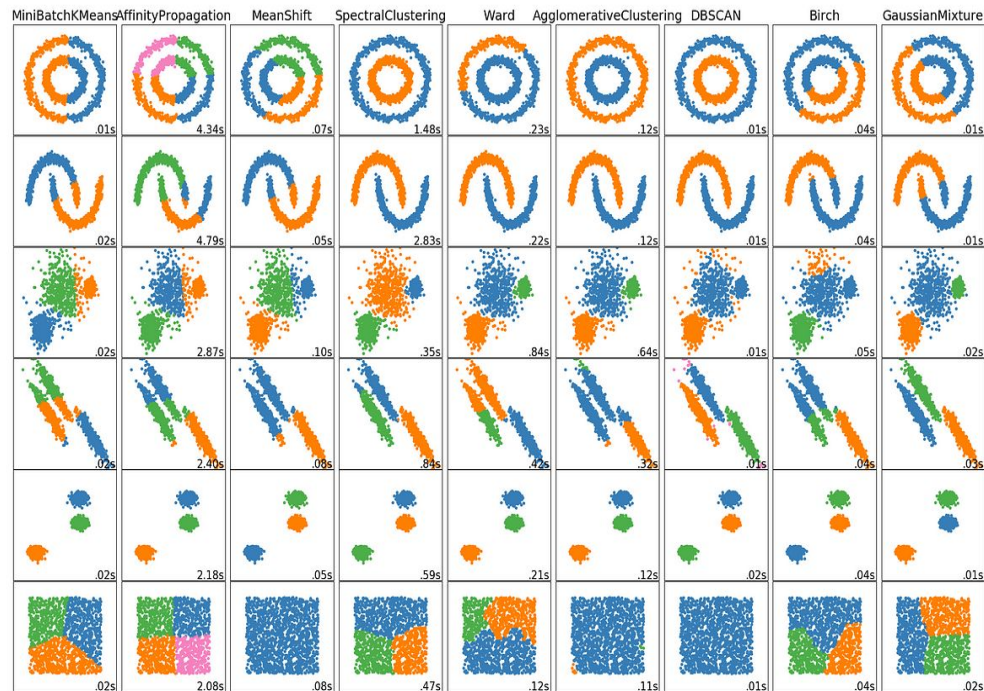 MiniBatchKMeans AffinityPropagation MeanShift SpectralClustering Ward AgglomerativeClustering DBSCAN Birch GaussianMixture
.01s 4.34s .07s 1.48s .23s .12s .01s .04s .01s
.02s 4.79s .05s 2.83s .22s .12s .01s .04s .01s
.02s 2.87s .10s .35s .84s .64s .01s .05s .02s
.02s 2.40s .08s .84s .42s .32s .01s .04s .03s
.02s 2.18s .05s .59s .21s .12s .02s .04s .01s
.02s 2.08s .08s .47s .12s .11s .01s .04s .02s